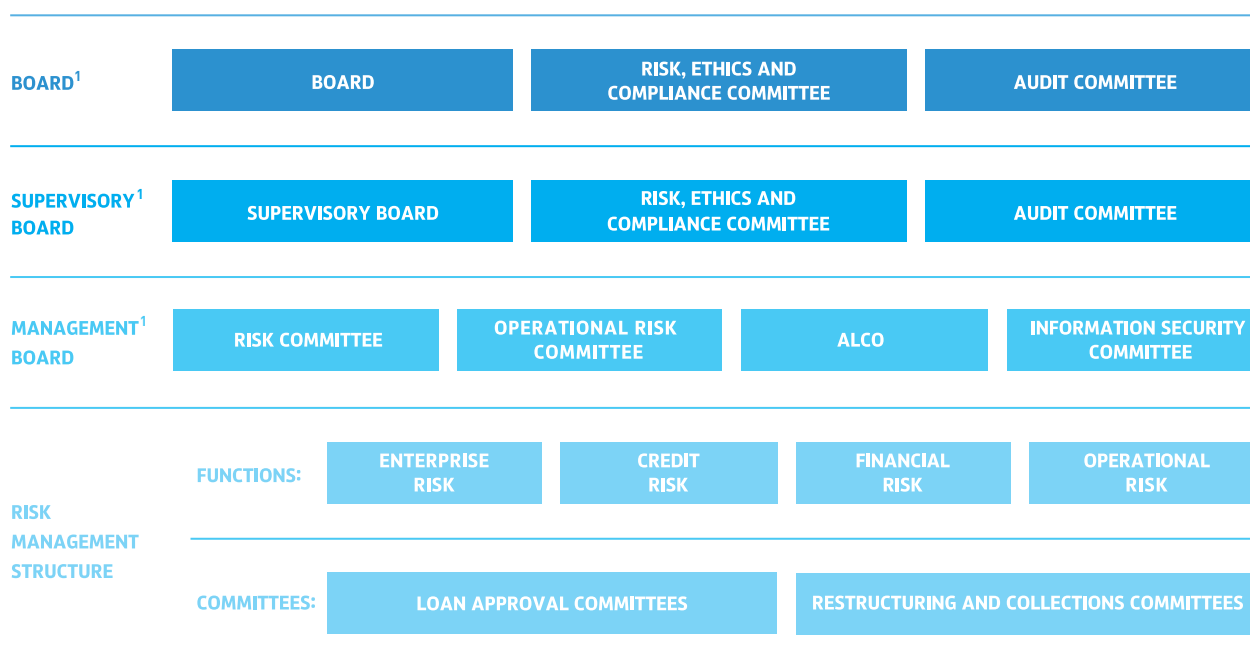 BOARD¹
BOARD
RISK, ETHICS AND
COMPLIANCE COMMITTEE
AUDIT COMMITTEE
SUPERVISORY¹
BOARD
SUPERVISORY BOARD
RISK, ETHICS AND
COMPLIANCE COMMITTEE
AUDIT COMMITTEE
MANAGEMENT¹
BOARD
RISK COMMITTEE
OPERATIONAL RISK
COMMITTEE
ALCO
INFORMATION SECURITY
COMMITTEE
RISK
MANAGEMENT
STRUCTURE
FUNCTIONS:
ENTERPRISE
RISK
CREDIT
RISK
FINANCIAL
RISK
OPERATIONAL
RISK
COMMITTEES:
LOAN APPROVAL COMMITTEES
RESTRUCTURING AND COLLECTIONS COMMITTEES